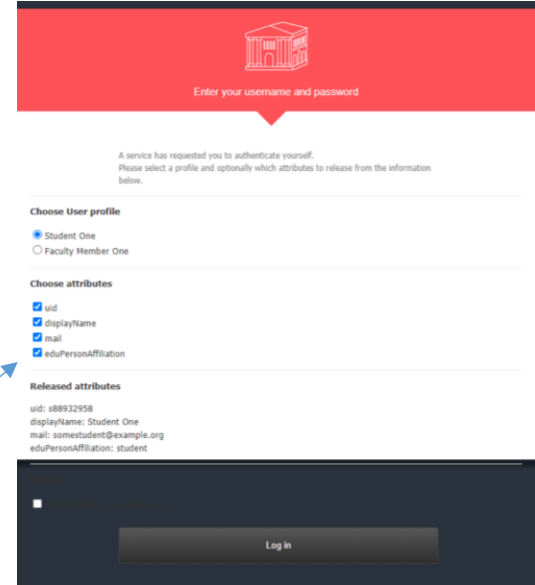 Enter your username and password
A service has requested you to authenticate yourself.
Please select a profile and optionally which attributes to release from the information
below.
Choose User profile
Student One
Faculty Member One
Choose attributes
uid
displayName
mail
eduPersonAffiliation
Released attributes
uid: s88932958
displayName: Student One
mail: somestudent@example.org
eduPersonAffiliation: student
Log in